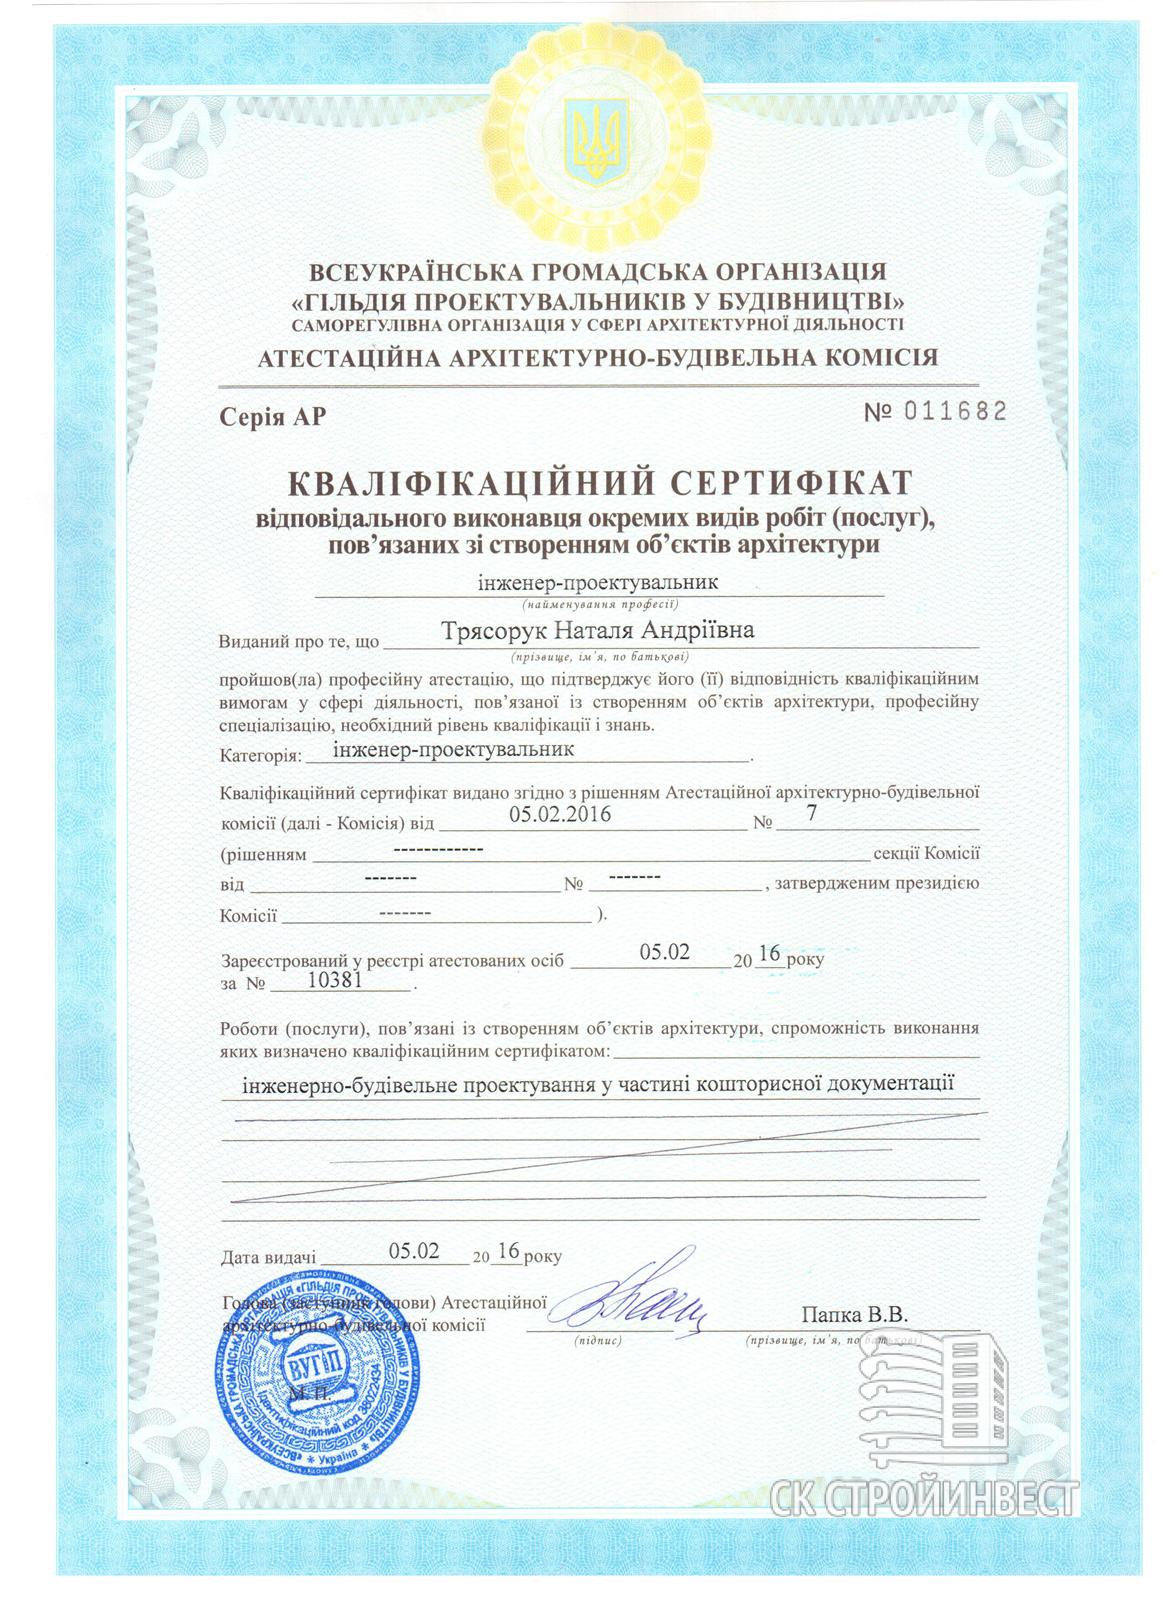 ВСЕУКРАЇНСЬКА ГРОМАДСЬКА ОРГАНІЗАЦІЯ
«ГІЛЬДІЯ ПРОЕКТУВАЛЬНИКІВ У БУДІВНИЦТВІ»
САМОРЕГУЛІВНА ОРГАНІЗАЦІЯ У СФЕРІ АРХІТЕКТУРНОЇ ДІЯЛЬНОСТІ
АТЕСТАЦІЙНА АРХІТЕКТУРНО-БУДІВЕЛЬНА КОМІСІЯ
Серія АР № 011682
КВАЛІФІКАЦІЙНИЙ СЕРТИФІКАТ
відповідального виконавця окремих видів робіт (послуг),
пов’язаних зі створенням об’єктів архітектури
інженер-проектувальник
(найменування професії)
Виданий про те, що Трясорук Наталя Андріївна
(прізвище, ім’я, по батькові)
пройшов(ла) професійну атестацію, що підтверджує його (її) відповідність кваліфікаційним
вимогам у сфері діяльності, пов’язаної із створенням об’єктів архітектури, професійну
спеціалізацію, необхідний рівень кваліфікації і знань.
Категорія: інженер-проектувальник.
Кваліфікаційний сертифікат видано згідно з рішенням Атестаційної архітектурно-будівельної
комісії (далі - Комісія) від 05.02.2016 № 7
(рішенням ------------ секції Комісії
від ------- № -------, затвердженим президією
Комісії ------- ).
Зареєстрований у реєстрі атестованих осіб 05.02 2016 року
за № 10381.
Роботи (послуги), пов’язані із створенням об’єктів архітектури, спроможність виконання
яких визначено кваліфікаційним сертифікатом:
інженерно-будівельне проектування у частині кошторисної документації
Дата видачі 05.02 2016 року
Голова (заступник голови) Атестаційної
архітектурно-будівельної комісії
Папка В.В.
(підпис) (прізвище, ім’я, по батькові)
М. П.
ВУГІП
Ідентифікаційний код 38022434
«ВСЕУКРАЇНСЬКА ГРОМАДСЬКА ОРГАНІЗАЦІЯ «ГІЛЬДІЯ ПРОЕКТУВАЛЬНИКІВ У БУДІВНИЦТВІ»
* Україна *
СК СТРОЙИНВЕСТ